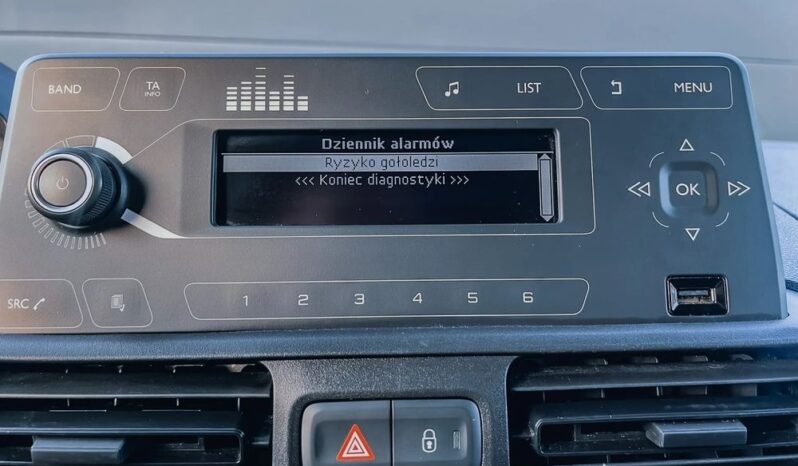 BAND
TA
INFO
LIST
MENU
Dziennik alarmów
Ryzyko gołoledzi
<<< Koniec diagnostyki >>>
OK
SRC
1 2 3 4 5 6